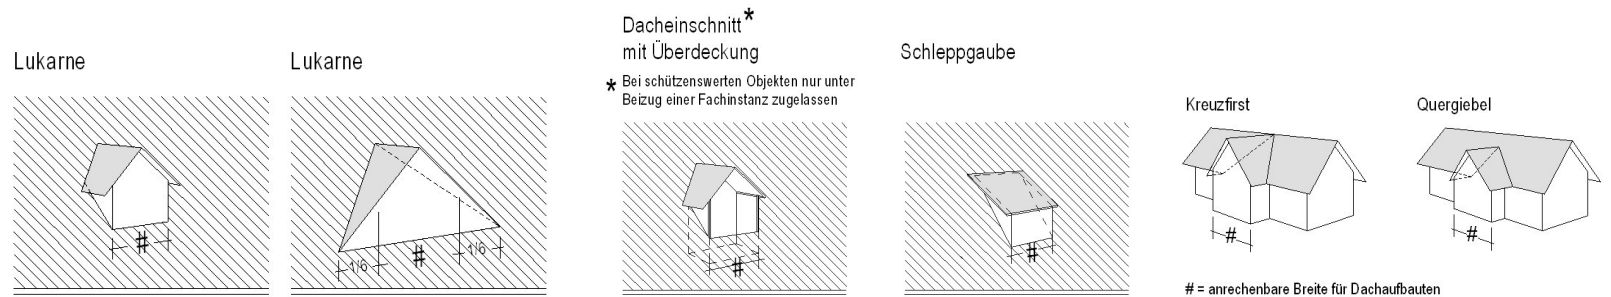 Lukarne
#
Lukarne
1/6
#
1/6
Dacheinschnitt*
mit Überdeckung
* Bei schützenswerten Objekten nur unter
Beizug einer Fachinstanz zugelassen
#
Schleppgaube
#
Kreuzfirst
#
Quergiebel
#
# = anrechenbare Breite für Dachaufbauten